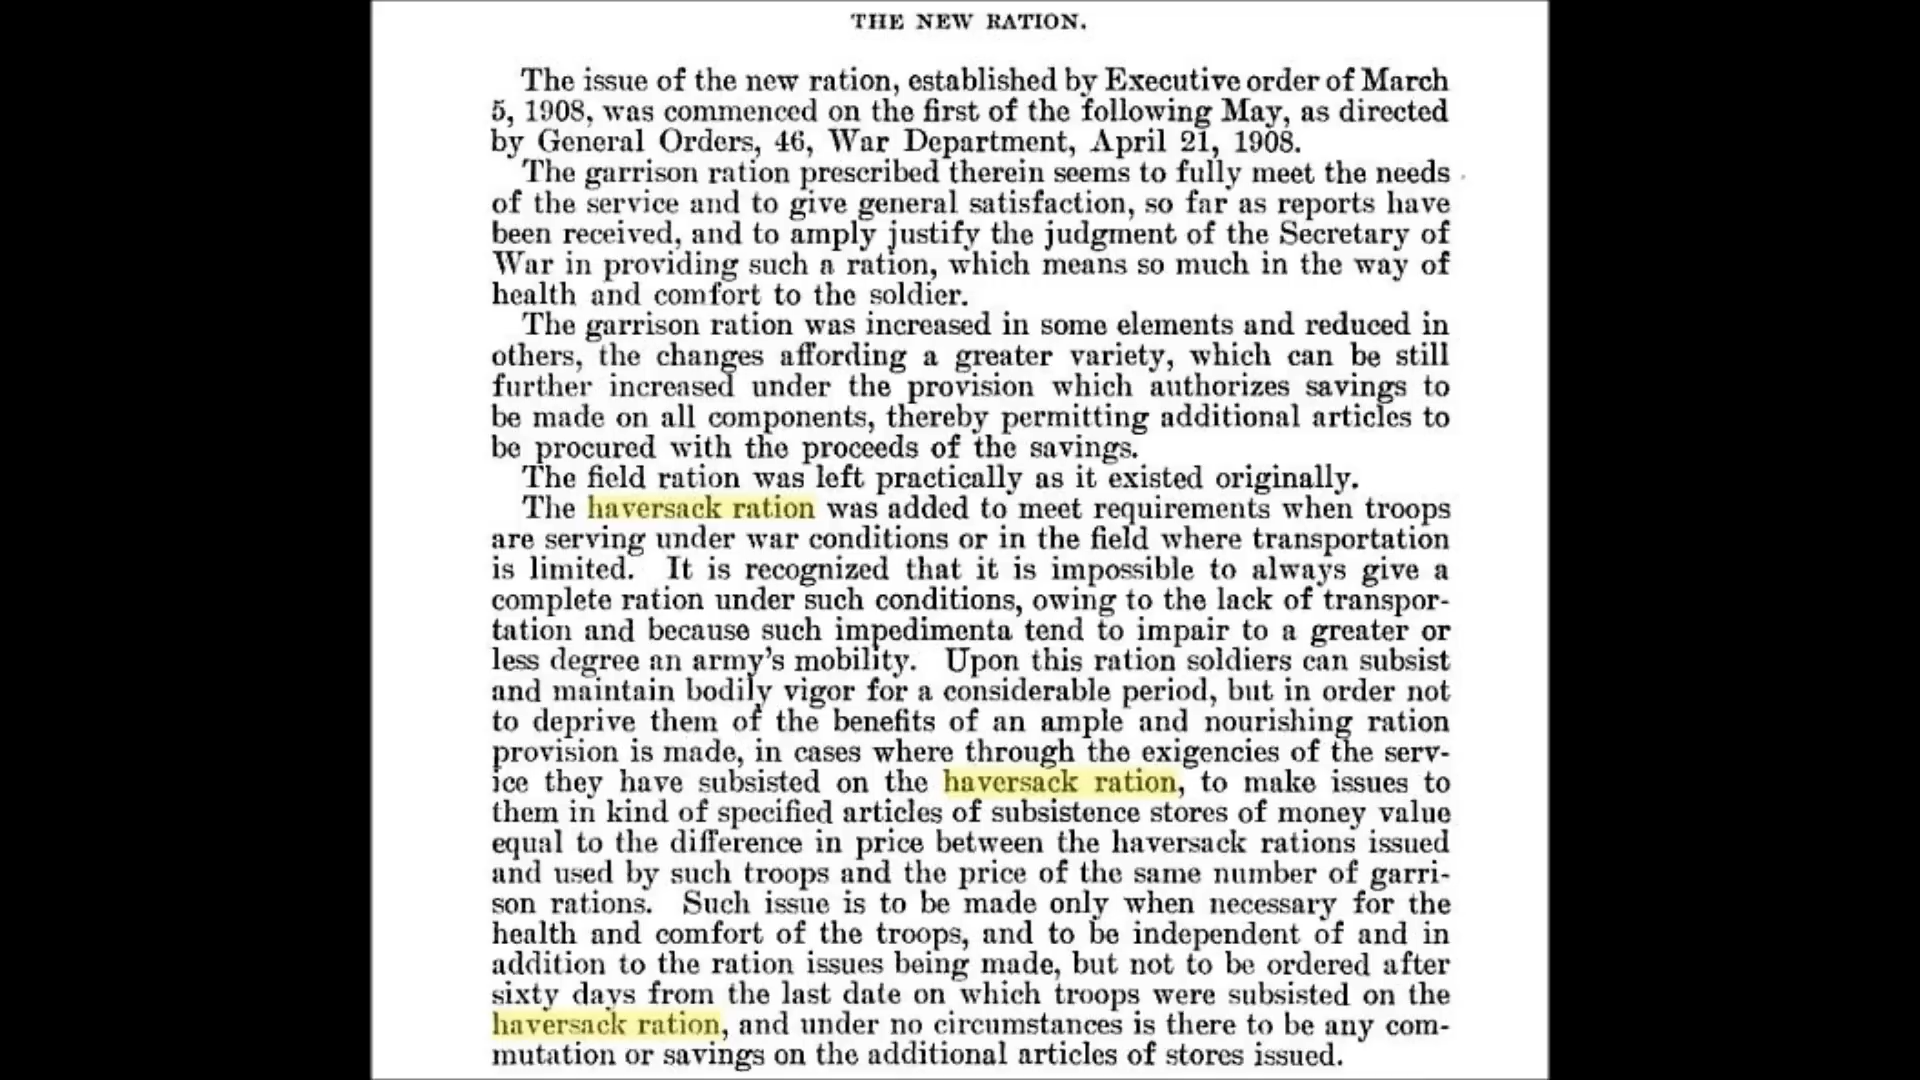 THE NEW RATION.
The issue of the new ration, established by Executive order of March
5, 1908, was commenced on the first of the following May, as directed
by General Orders, 46, War Department, April 21, 1908.
The garrison ration prescribed therein seems to fully meet the needs
of the service and to give general satisfaction, so far as reports have
been received, and to amply justify the judgment of the Secretary of
War in providing such a ration, which means so much in the way of
health and comfort to the soldier.
The garrison ration was increased in some elements and reduced in
others, the changes affording a greater variety, which can be still
further increased under the provision which authorizes savings to
be made on all components, thereby permitting additional articles to
be procured with the proceeds of the savings.
The field ration was left practically as it existed originally.
The haversack ration was added to meet requirements when troops
are serving under war conditions or in the field where transportation
is limited. It is recognized that it is impossible to always give a
complete ration under such conditions, owing to the lack of transpor-
tation and because such impedimenta tend to impair to a greater or
less degree an army's mobility. Upon this ration soldiers can subsist
and maintain bodily vigor for a considerable period, but in order not
to deprive them of the benefits of an ample and nourishing ration
provision is made, in cases where through the exigencies of the serv-
ice they have subsisted on the haversack ration, to make issues to
them in kind of specified articles of subsistence stores of money value
equal to the difference in price between the haversack rations issued
and used by such troops and the price of the same number of garri-
son rations. Such issue is to be made only when necessary for the
health and comfort of the troops, and to be independent of and in
addition to the ration issues being made, but not to be ordered after
sixty days from the last date on which troops were subsisted on the
haversack ration, and under no circumstances is there to be any com-
mutation or savings on the additional articles of stores issued.